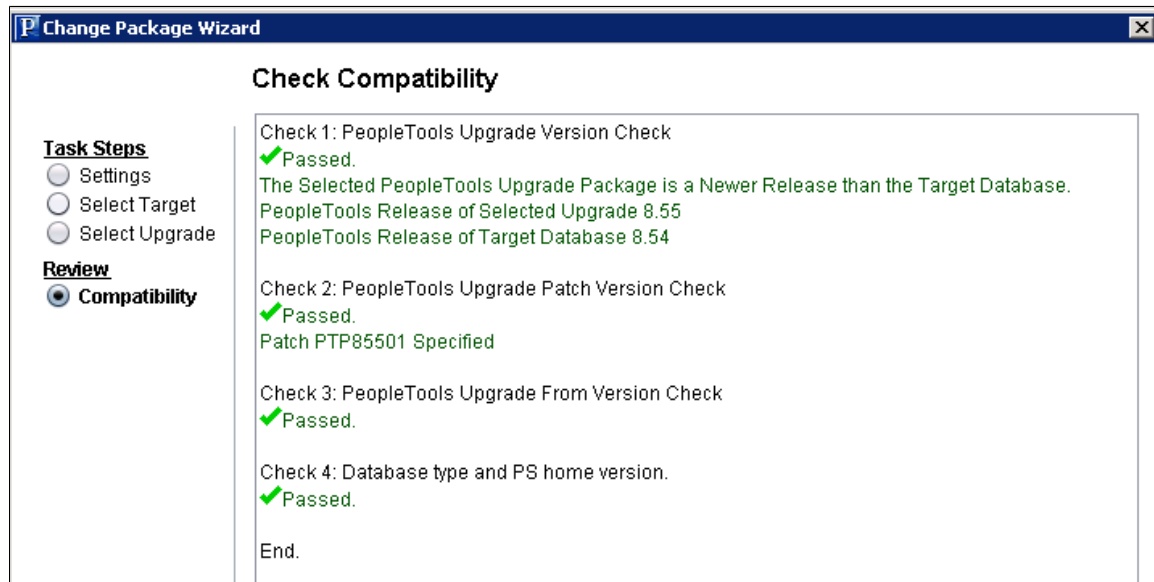 Change Package Wizard
Check Compatibility
Task Steps
Settings
Select Target
Select Upgrade
Review
Compatibility
Check 1: PeopleTools Upgrade Version Check
Passed.
The Selected PeopleTools Upgrade Package is a Newer Release than the Target Database.
PeopleTools Release of Selected Upgrade 8.55
PeopleTools Release of Target Database 8.54
Check 2: PeopleTools Upgrade Patch Version Check
Passed.
Patch PTP85501 Specified
Check 3: PeopleTools Upgrade From Version Check
Passed.
Check 4: Database type and PS home version.
Passed.
End.